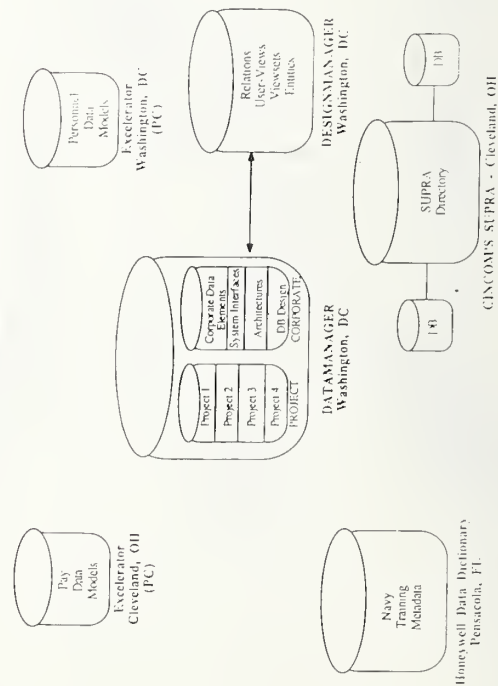 Pay
Data
Models
Excelerator
Cleveland, OH
(PC)
Personnel
Data
Models
Excelerator
Washington, DC
(PC)
Project 1
Project 2
Project 3
Project 4
PROJECT
Corporate Data
Elements
System Interfaces
Architectures
DB Design
CORPORATE
DATAMANAGER
Washington, DC
Relations
User-Views
Viewsets
Entities
DESIGNMANAGER
Washington, DC
Navy
Training
Metadata
Honeywell Data Dictionary
Pensacola, FL
DB
SUPRA
Directory
DB
CINCOM'S SUPRA - Cleveland, OH